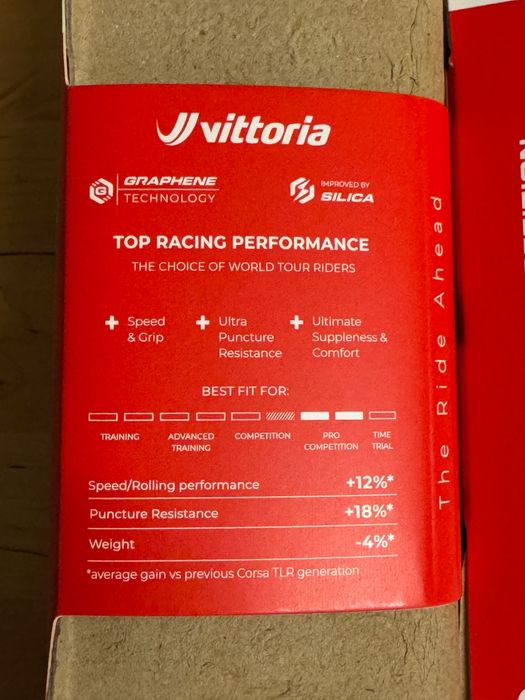 vittoria
GRAPHENE
TECHNOLOGY
IMPROVED BY
SILICA
TOP RACING PERFORMANCE
THE CHOICE OF WORLD TOUR RIDERS
+ Speed
& Grip
+ Ultra
Puncture
Resistance
+ Ultimate
Suppleness &
Comfort
BEST FIT FOR:
TRAINING
ADVANCED
TRAINING
COMPETITION
PRO
COMPETITION
TIME
TRIAL
Speed/Rolling performance +12%*
Puncture Resistance +18%*
Weight -4%*
*average gain vs previous Corsa TLR generation
The Ride Ahead